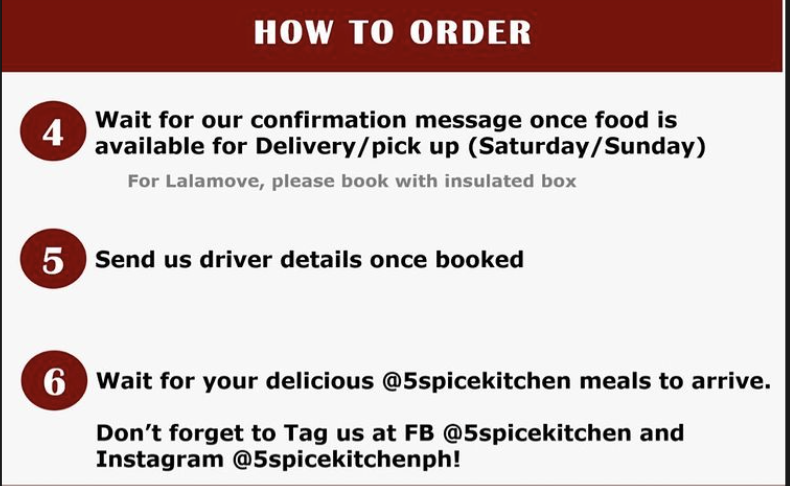 HOW TO ORDER
4
Wait for our confirmation message once food is
available for Delivery/pick up (Saturday/Sunday)
For Lalamove, please book with insulated box
5
Send us driver details once booked
6
Wait for your delicious @5spicekitchen meals to arrive.
Don’t forget to Tag us at FB @5spicekitchen and
Instagram @5spicekitchenph!